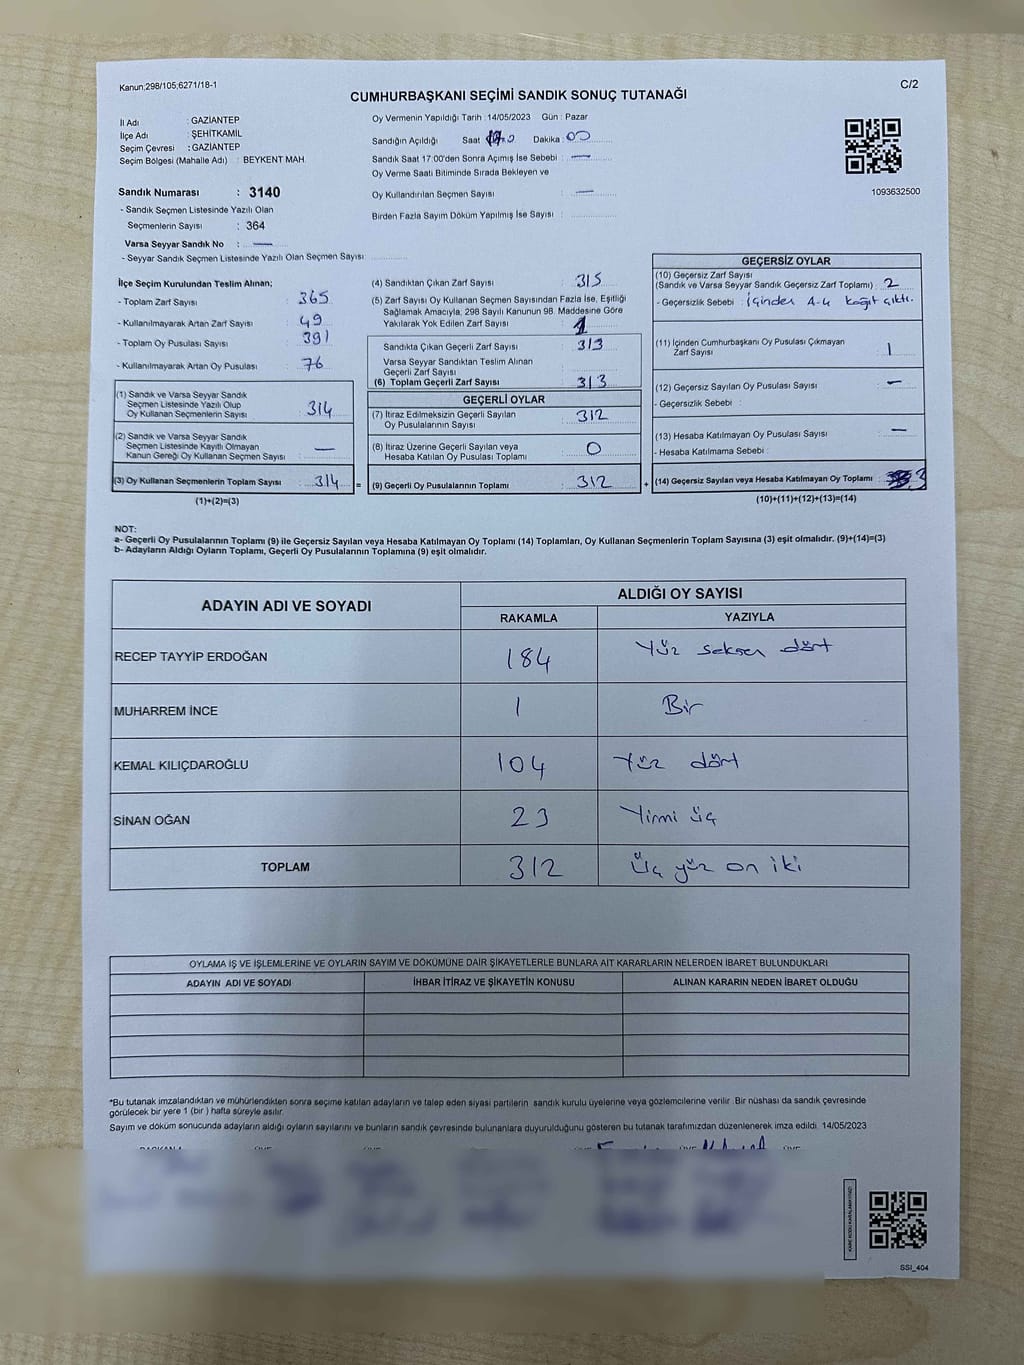 Kanun;298/105;6271/18-1
C/2
CUMHURBAŞKANI SEÇİMİ SANDIK SONUÇ TUTANAĞI
İl Adı : GAZİANTEP
İlçe Adı : ŞEHİTKAMİL
Seçim Çevresi : GAZİANTEP
Seçim Bölgesi (Mahalle Adı) : BEYKENT MAH.
Sandık Numarası : 3140
- Sandık Seçmen Listesinde Yazılı Olan
Seçmenlerin Sayısı : 364
Varsa Seyyar Sandık No : —
- Seyyar Sandık Seçmen Listesinde Yazılı Olan Seçmen Sayısı
Oy Vermenin Yapıldığı Tarih : 14/05/2023 Gün : Pazar
Sandığın Açıldığı Saat Dakika : 00
Sandık Saat 17:00'den Sonra Açımış İse Sebebi : —
Oy Verme Saati Bitiminde Sırada Bekleyen ve
Oy Kullandırılan Seçmen Sayısı : —
Birden Fazla Sayım Döküm Yapılmış İse Sayısı :
1093632500
İlçe Seçim Kurulundan Teslim Alınan;
- Toplam Zarf Sayısı : 365
- Kullanılmayarak Artan Zarf Sayısı : 49
- Toplam Oy Pusulası Sayısı : 391
- Kullanılmayarak Artan Oy Pusulası : 76
(1) Sandık ve Varsa Seyyar Sandık
Seçmen Listesinde Yazılı Olup
Oy Kullanan Seçmenlerin Sayısı : 314
(2) Sandık ve Varsa Seyyar Sandık
Seçmen Listesinde Kayıtlı Olmayan
Kanun Gereği Oy Kullanan Seçmen Sayısı : —
(3) Oy Kullanan Seçmenlerin Toplam Sayısı : 314 =
(1)+(2)=(3)
(4) Sandıktan Çıkan Zarf Sayısı : 315
(5) Zarf Sayısı Oy Kullanan Seçmen Sayısından Fazla İse, Eşitliği
Sağlamak Amacıyla, 298 Sayılı Kanunun 98. Maddesine Göre
Yakılarak Yok Edilen Zarf Sayısı : 1
Sandıkta Çıkan Geçerli Zarf Sayısı : 313
Varsa Seyyar Sandıktan Teslim Alınan
Geçerli Zarf Sayısı :
(6) Toplam Geçerli Zarf Sayısı : 313
GEÇERLİ OYLAR
(7) İtiraz Edilmeksizin Geçerli Sayılan
Oy Pusulalarının Sayısı : 312
(8) İtiraz Üzerine Geçerli Sayılan veya
Hesaba Katılan Oy Pusulası Toplamı : 0
(9) Geçerli Oy Pusulalarının Toplamı : 312 +
GEÇERSİZ OYLAR
(10) Geçersiz Zarf Sayısı
(Sandık ve Varsa Seyyar Sandık Geçersiz Zarf Toplamı) : 2
- Geçersizlik Sebebi : İçinden A-4 kağıt çıktı.
(11) İçinden Cumhurbaşkanı Oy Pusulası Çıkmayan
Zarf Sayısı : 1
(12) Geçersiz Sayılan Oy Pusulası Sayısı : —
- Geçersizlik Sebebi :
(13) Hesaba Katılmayan Oy Pusulası Sayısı : —
- Hesaba Katılmama Sebebi :
(14) Geçersiz Sayılan veya Hesaba Katılmayan Oy Toplamı : 3
(10)+(11)+(12)+(13)=(14)
NOT:
a- Geçerli Oy Pusulalarının Toplamı (9) ile Geçersiz Sayılan veya Hesaba Katılmayan Oy Toplamı (14) Toplamları, Oy Kullanan Seçmenlerin Toplam Sayısına (3) eşit olmalıdır. (9)+(14)=(3)
b- Adayların Aldığı Oyların Toplamı, Geçerli Oy Pusulalarının Toplamına (9) eşit olmalıdır.
ADAYIN ADI VE SOYADI
ALDIĞI OY SAYISI
RAKAMLA YAZIYLA
RECEP TAYYİP ERDOĞAN 184 Yüz seksen dört
MUHARREM İNCE 1 Bir
KEMAL KILIÇDAROĞLU 104 Yüz dört
SİNAN OĞAN 23 Yirmi üç
TOPLAM 312 Üç yüz on iki
OYLAMA İŞ VE İŞLEMLERİNE VE OYLARIN SAYIM VE DÖKÜMÜNE DAİR ŞİKAYETLERLE BUNLARA AİT KARARLARIN NELERDEN İBARET BULUNDUKLARI
ADAYIN ADI VE SOYADI İHBAR İTİRAZ VE ŞİKAYETİN KONUSU ALINAN KARARIN NEDEN İBARET OLDUĞU
*Bu tutanak imzalandıktan ve mühürlendikten sonra seçime katılan adayların ve talep eden siyasi partilerin sandık kurulu üyelerine veya gözlemcilerine verilir. Bir nüshası da sandık çevresinde
görülecek bir yere 1 (bir ) hafta süreyle asılır.
Sayım ve döküm sonucunda adayların aldığı oyların sayılarını ve bunların sandık çevresinde bulunanlara duyurulduğunu gösteren bu tutanak tarafımızdan düzenlenerek imza edildi. 14/05/2023
KARE KODU KARALAMAYINIZ!
SSİ_404